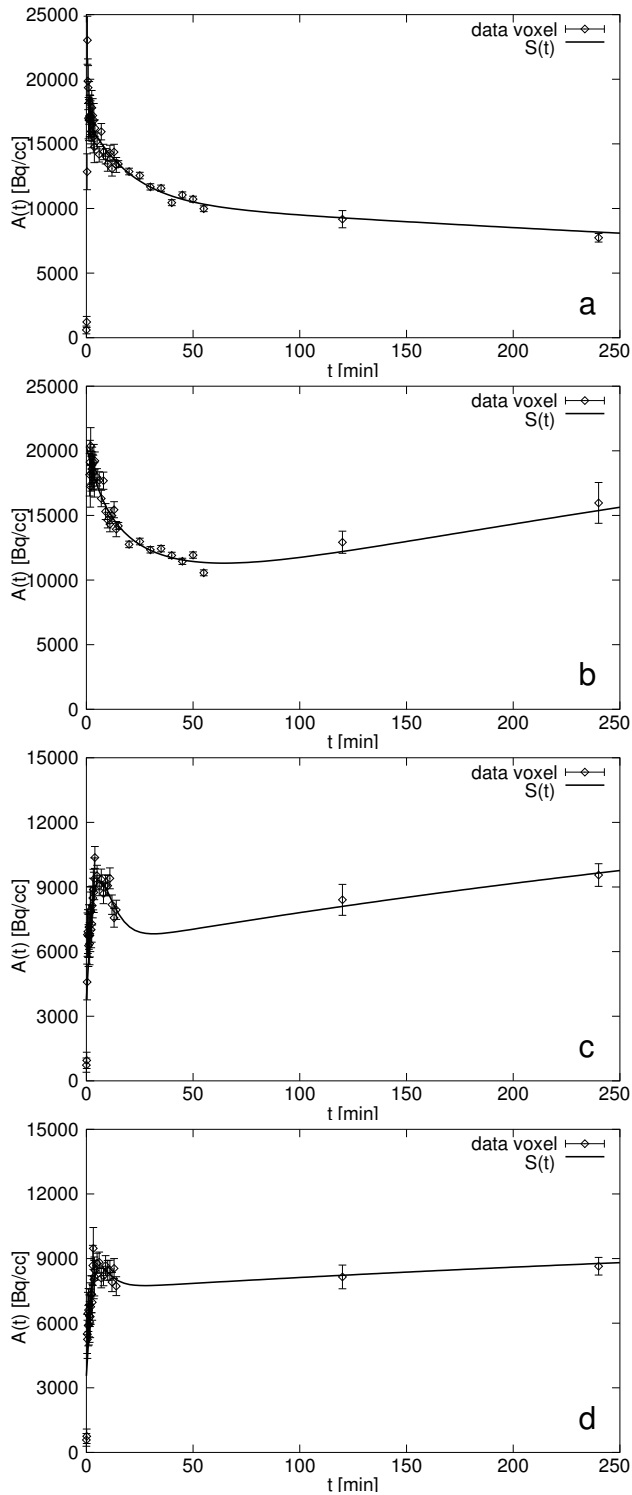 25000
20000
15000
10000
5000
0
A(t) [Bq/cc]
data voxel
S(t)
a
0 50 100 150 200 250
t [min]
25000
20000
15000
10000
5000
0
A(t) [Bq/cc]
data voxel
S(t)
b
0 50 100 150 200 250
t [min]
15000
12000
9000
6000
3000
0
A(t) [Bq/cc]
data voxel
S(t)
c
0 50 100 150 200 250
t [min]
15000
12000
9000
6000
3000
0
A(t) [Bq/cc]
data voxel
S(t)
d
0 50 100 150 200 250
t [min]